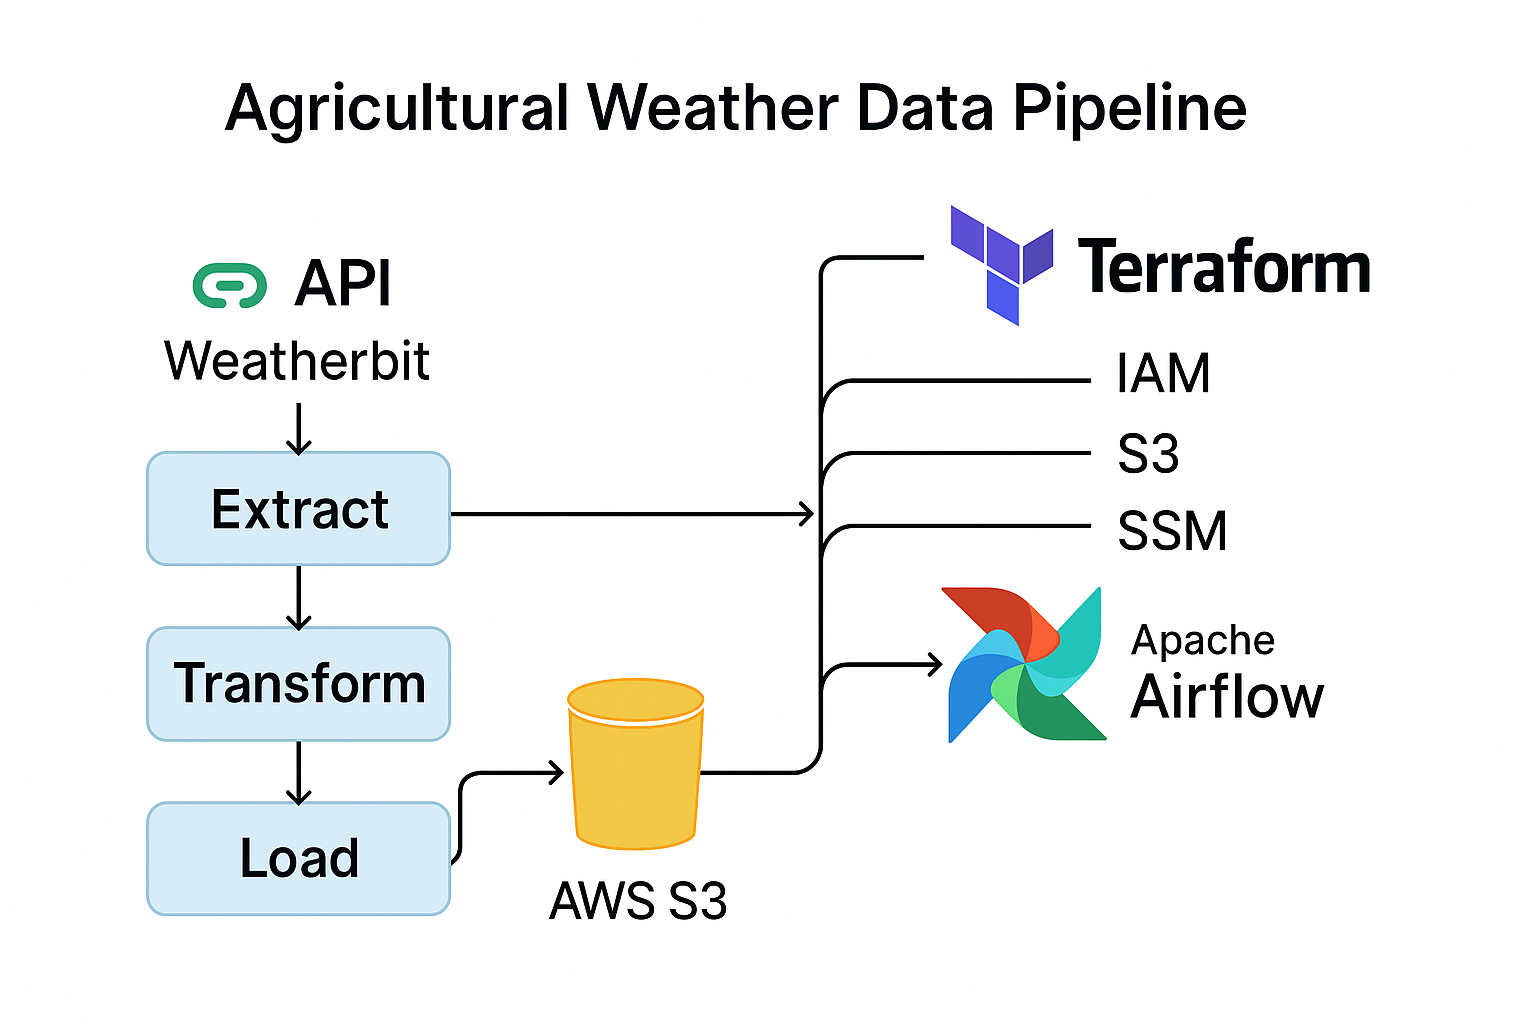 Agricultural Weather Data Pipeline
API
Weatherbit
Extract
Transform
Load
AWS S3
Terraform
IAM
S3
SSM
Apache
Airflow